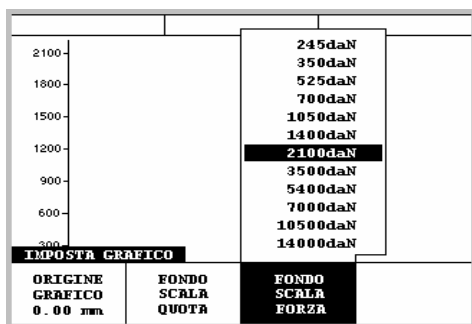 2100
1800
1500
1200
900
600
300
245daN
350daN
525daN
700daN
1050daN
1400daN
2100daN
3500daN
5400daN
7000daN
10500daN
14000daN
IMPOSTA GRAFICO
ORIGINE
GRAFICO
0.00 mm
FONDO
SCALA
QUOTA
FONDO
SCALA
FORZA